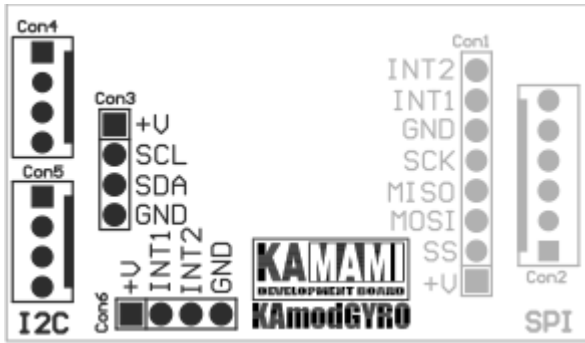 Con4
Con3
+V
SCL
SDA
GND
Con5
I2C
Con6
+V
INT1
INT2
GND
KAMAMI
DEVELOPMENT BOARD
KAmodGYRO
Con1
INT2
INT1
GND
SCK
MISO
MOSI
SS
+V
Con2
SPI